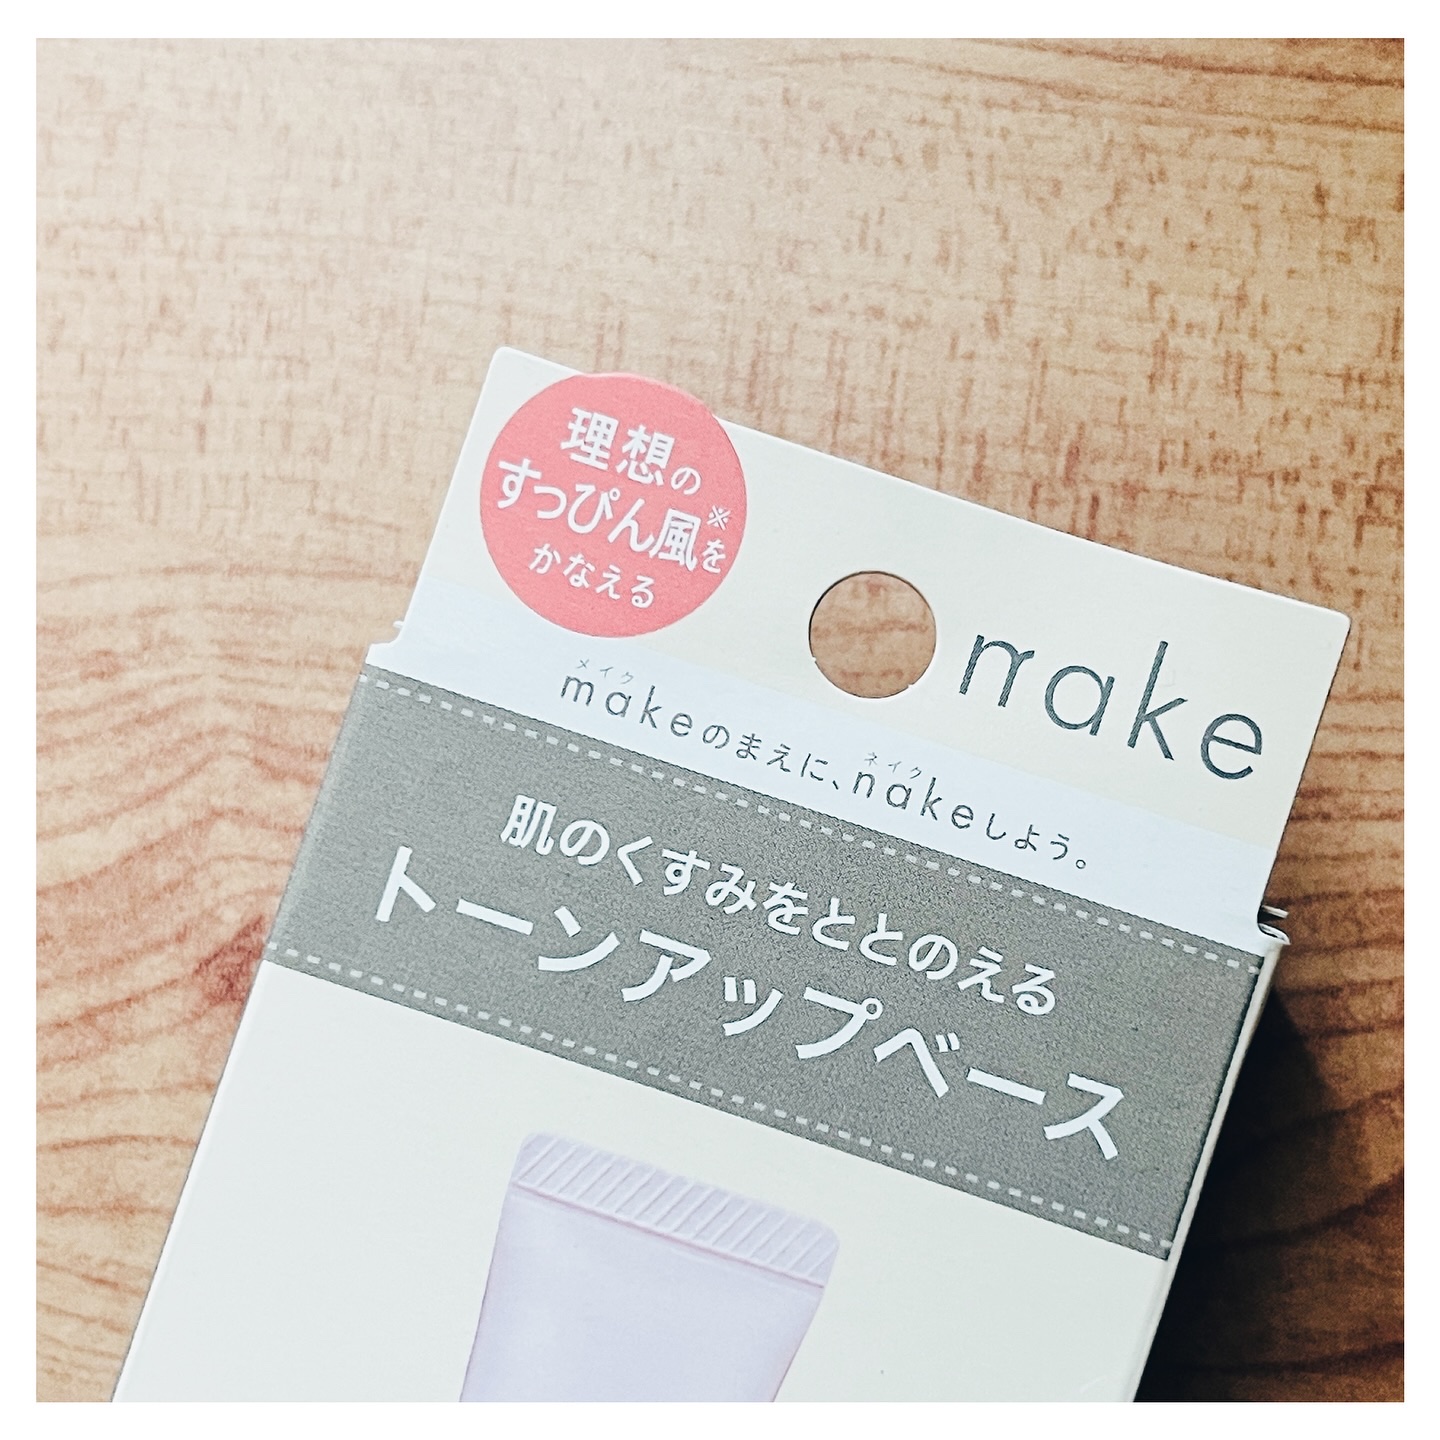 理想の
すっぴん風※を
かなえる
nake
メイク ネイク
makeのまえに、nakeしよう。
肌のくすみをととのえる
トーンアップベース